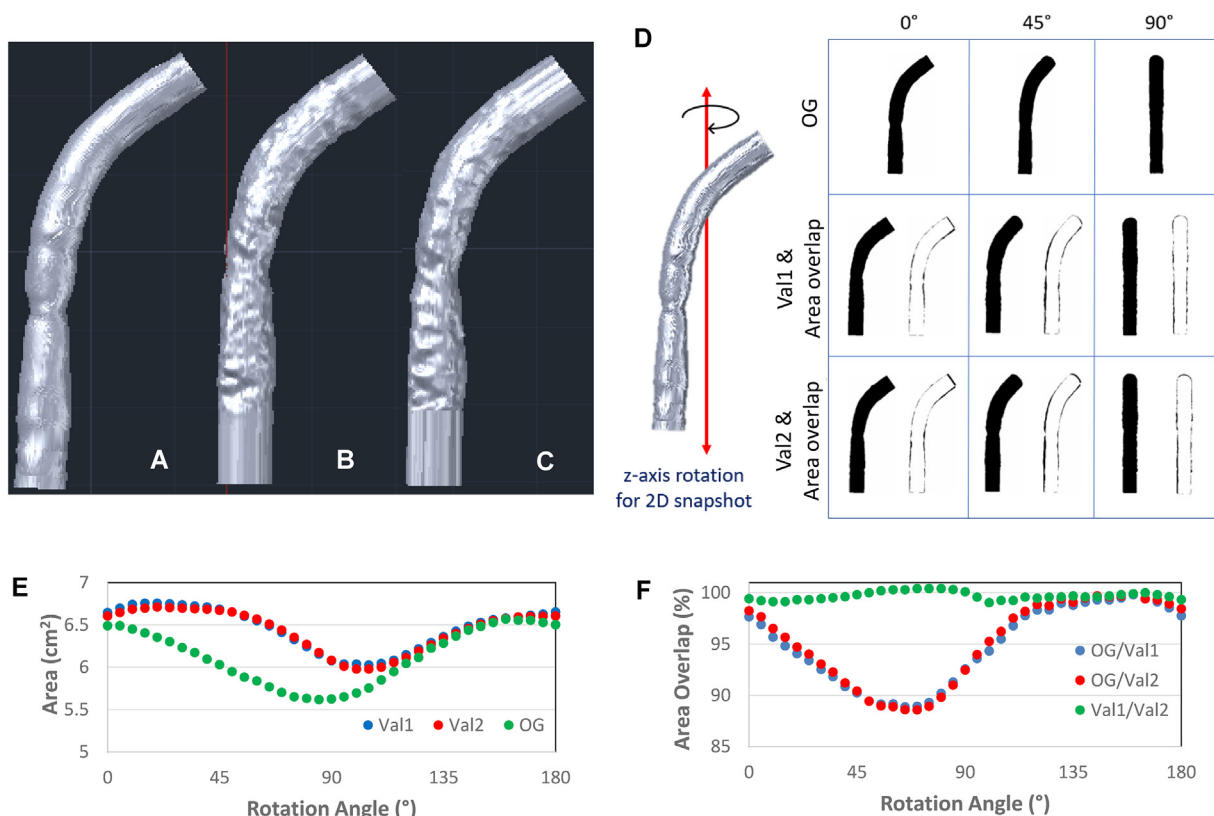 A
B
C
D
z-axis rotation
for 2D snapshot
0°
45°
90°
OG
Val1 &
Area overlap
Val2 &
Area overlap
E
Area (cm²)
7
6.5
6
5.5
5
Val1
Val2
OG
0
45
90
135
180
Rotation Angle (°)
F
Area Overlap (%)
100
95
90
85
OG/Val1
OG/Val2
Val1/Val2
0
45
90
135
180
Rotation Angle (°)